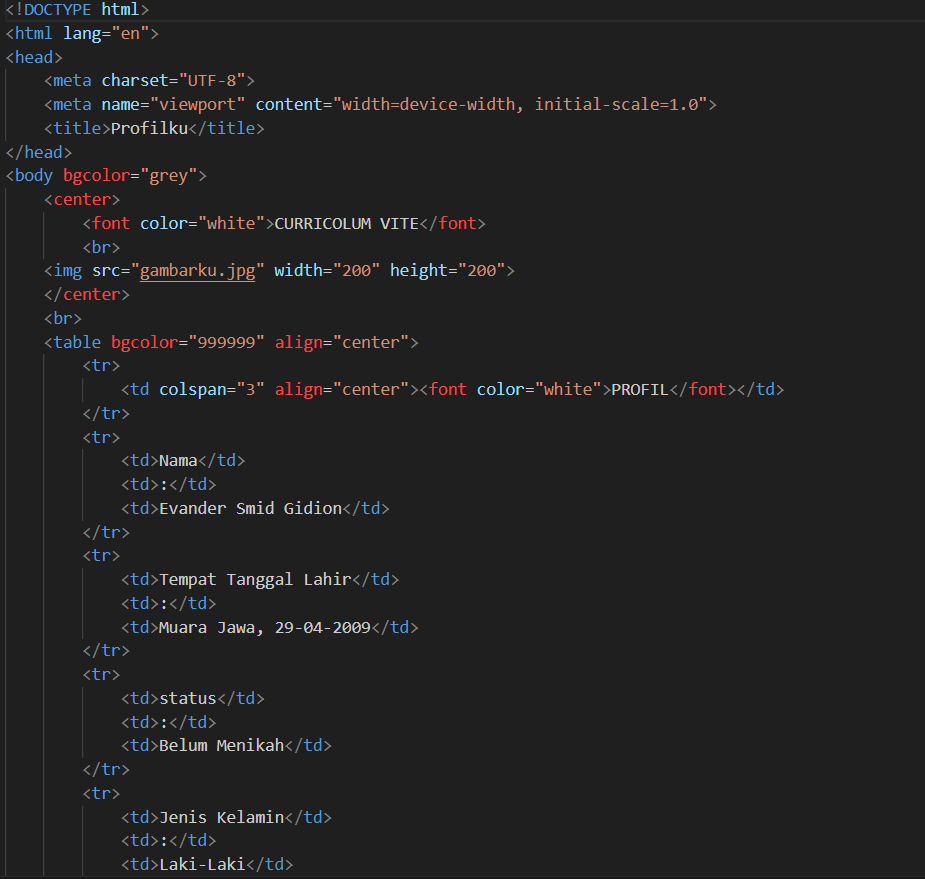 <!DOCTYPE html>
<html lang="en">
<head>
    <meta charset="UTF-8">
    <meta name="viewport" content="width=device-width, initial-scale=1.0">
    <title>Profilku</title>
</head>
<body bgcolor="grey">
    <center>
        <font color="white">CURRICOLUM VITE</font>
        <br>
    <img src="gambarku.jpg" width="200" height="200">
    </center>
    <br>
    <table bgcolor="999999" align="center">
        <tr>
            <td colspan="3" align="center"><font color="white">PROFIL</font></td>
        </tr>
        <tr>
            <td>Nama</td>
            <td>:</td>
            <td>Evander Smid Gidion</td>
        </tr>
        <tr>
            <td>Tempat Tanggal Lahir</td>
            <td>:</td>
            <td>Muara Jawa, 29-04-2009</td>
        </tr>
        <tr>
            <td>status</td>
            <td>:</td>
            <td>Belum Menikah</td>
        </tr>
        <tr>
            <td>Jenis Kelamin</td>
            <td>:</td>
            <td>Laki-Laki</td>